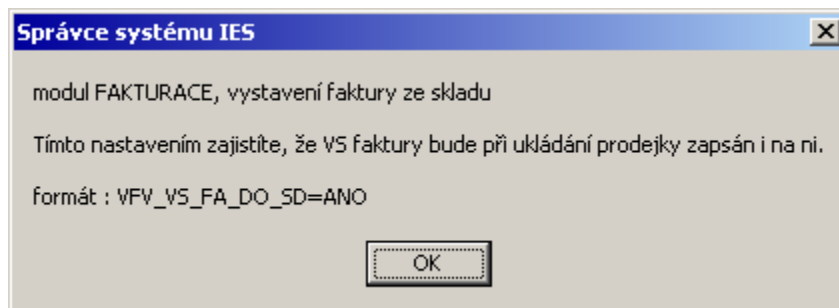 Správce systému IES
modul FAKTURACE, vystavení faktury ze skladu
Tímto nastavením zajistíte, že VS faktury bude při ukládání prodejky zapsán i na ni.
formát : VFV_VS_FA_DO_SD=ANO
OK